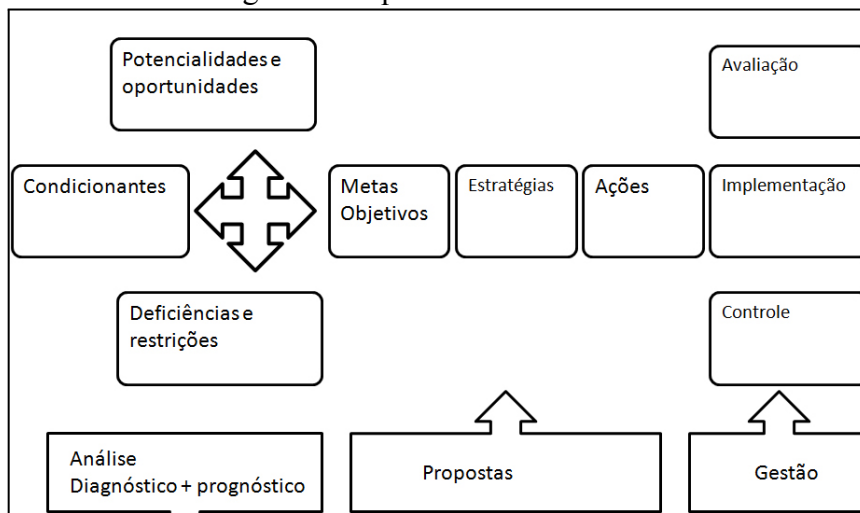 Potencialidades e
oportunidades
Avaliação
Condicionantes
Metas
Objetivos
Estratégias
Ações
Implementação
Deficiências e
restrições
Controle
Análise
Diagnóstico + prognóstico
Propostas
Gestão